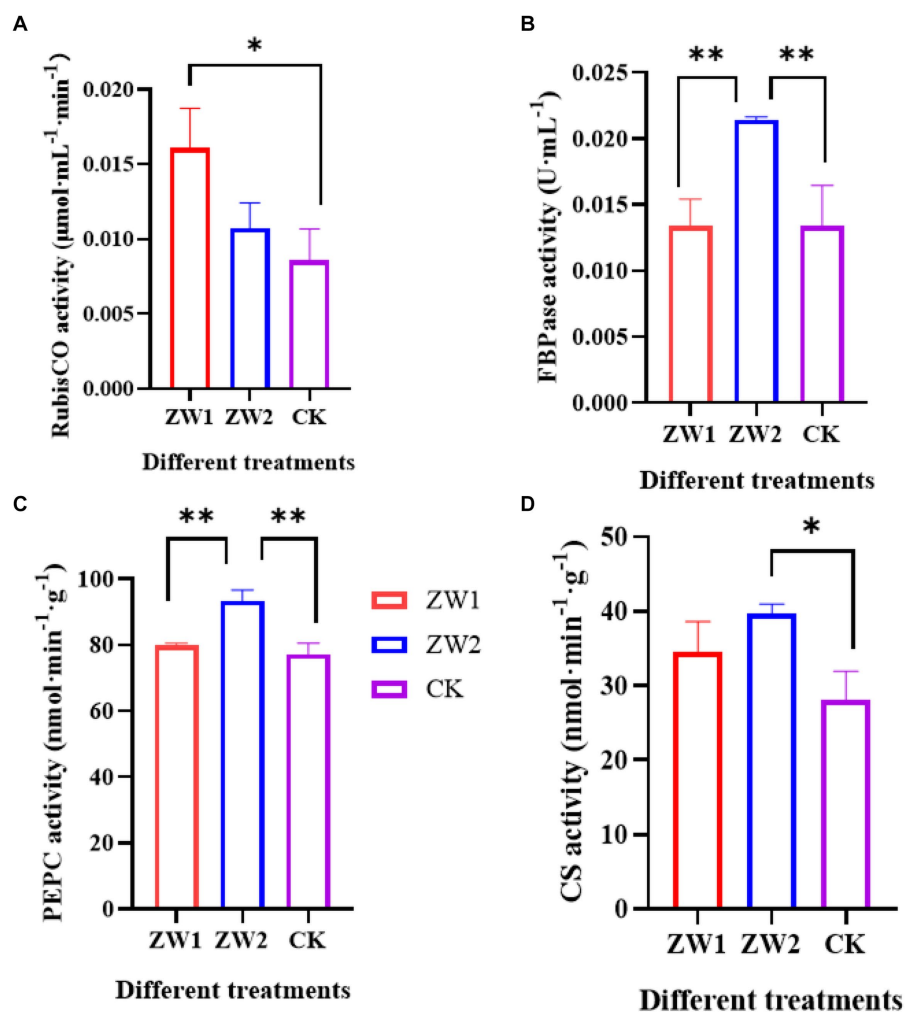 A
*
RubisCO activity (μmol·mL⁻¹·min⁻¹)
0.020
0.015
0.010
0.005
0.000
ZW1 ZW2 CK
Different treatments
B
** **
FBPase activity (U·mL⁻¹)
0.025
0.020
0.015
0.010
0.005
0.000
ZW1 ZW2 CK
Different treatments
C
** **
PEPC activity (nmol·min⁻¹·g⁻¹)
100
80
60
40
20
0
ZW1 ZW2 CK
Different treatments
ZW1
ZW2
CK
D
*
CS activity (nmol·min⁻¹·g⁻¹)
50
40
30
20
10
0
ZW1 ZW2 CK
Different treatments